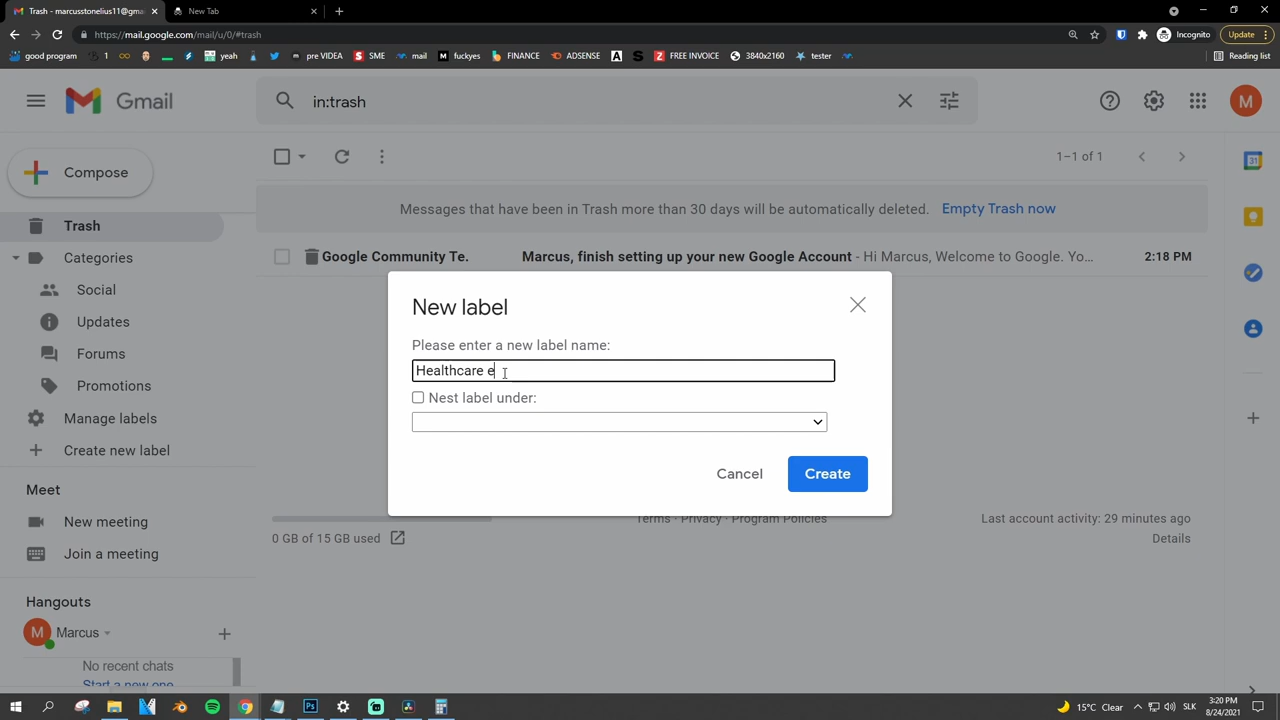 Trash - marcusstonelius11@gma
New Tab
https://mail.google.com/mail/u/0/#trash
Incognito
Update
good program
1
yeah
pre VIDEA
SME
mail
fuckyes
FINANCE
ADSENSE
FREE INVOICE
3840x2160
tester
Reading list
Gmail
in:trash
M
Compose
1–1 of 1
31
Messages that have been in Trash more than 30 days will be automatically deleted. Empty Trash now
Trash
Google Community Te.
Marcus, finish setting up your new Google Account - Hi Marcus, Welcome to Google. Yo…
2:18 PM
Categories
Social
Updates
Forums
Promotions
Manage labels
Create new label
New label
Please enter a new label name:
Healthcare e
Nest label under:
Cancel
Create
Meet
New meeting
Join a meeting
Terms · Privacy · Program Policies
Last account activity: 29 minutes ago
0 GB of 15 GB used
Details
Hangouts
M
Marcus
No recent chats
Start a new one
15°C Clear
SLK
3:20 PM
8/24/2021